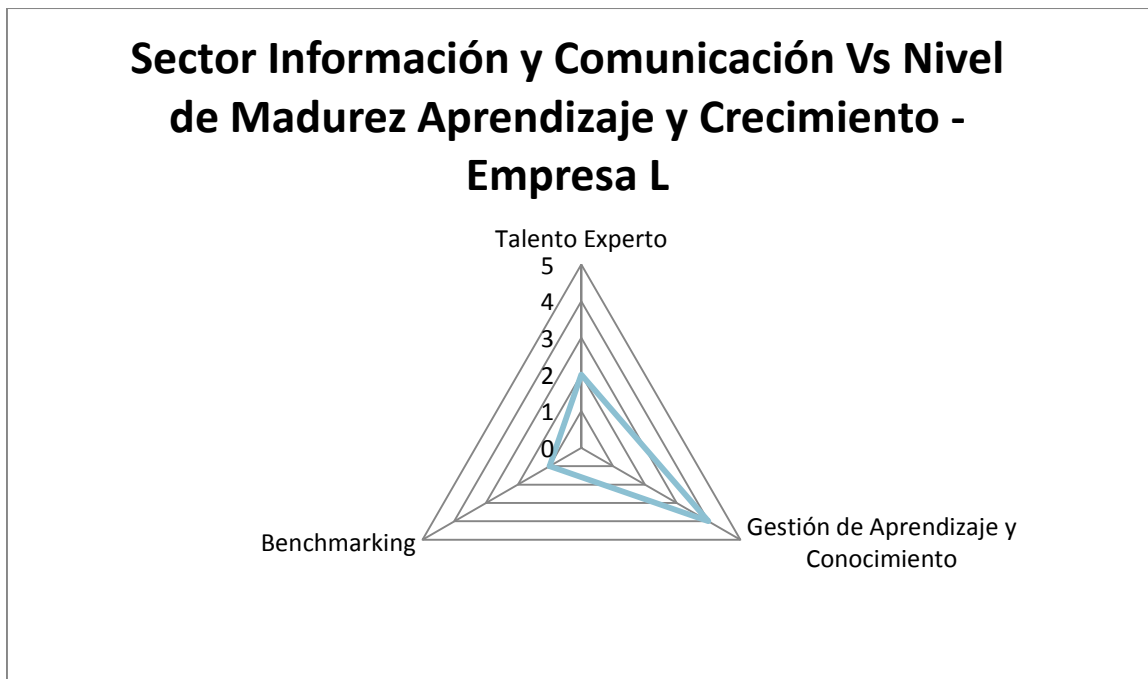 Sector Información y Comunicación Vs Nivel
de Madurez Aprendizaje y Crecimiento -
Empresa L
Talento Experto
5
4
3
2
1
0
Gestión de Aprendizaje y
Conocimiento
Benchmarking